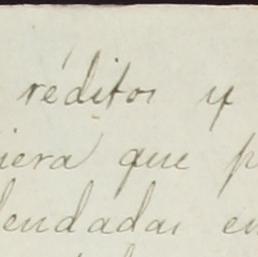 réditos y
iera que p
endadas en